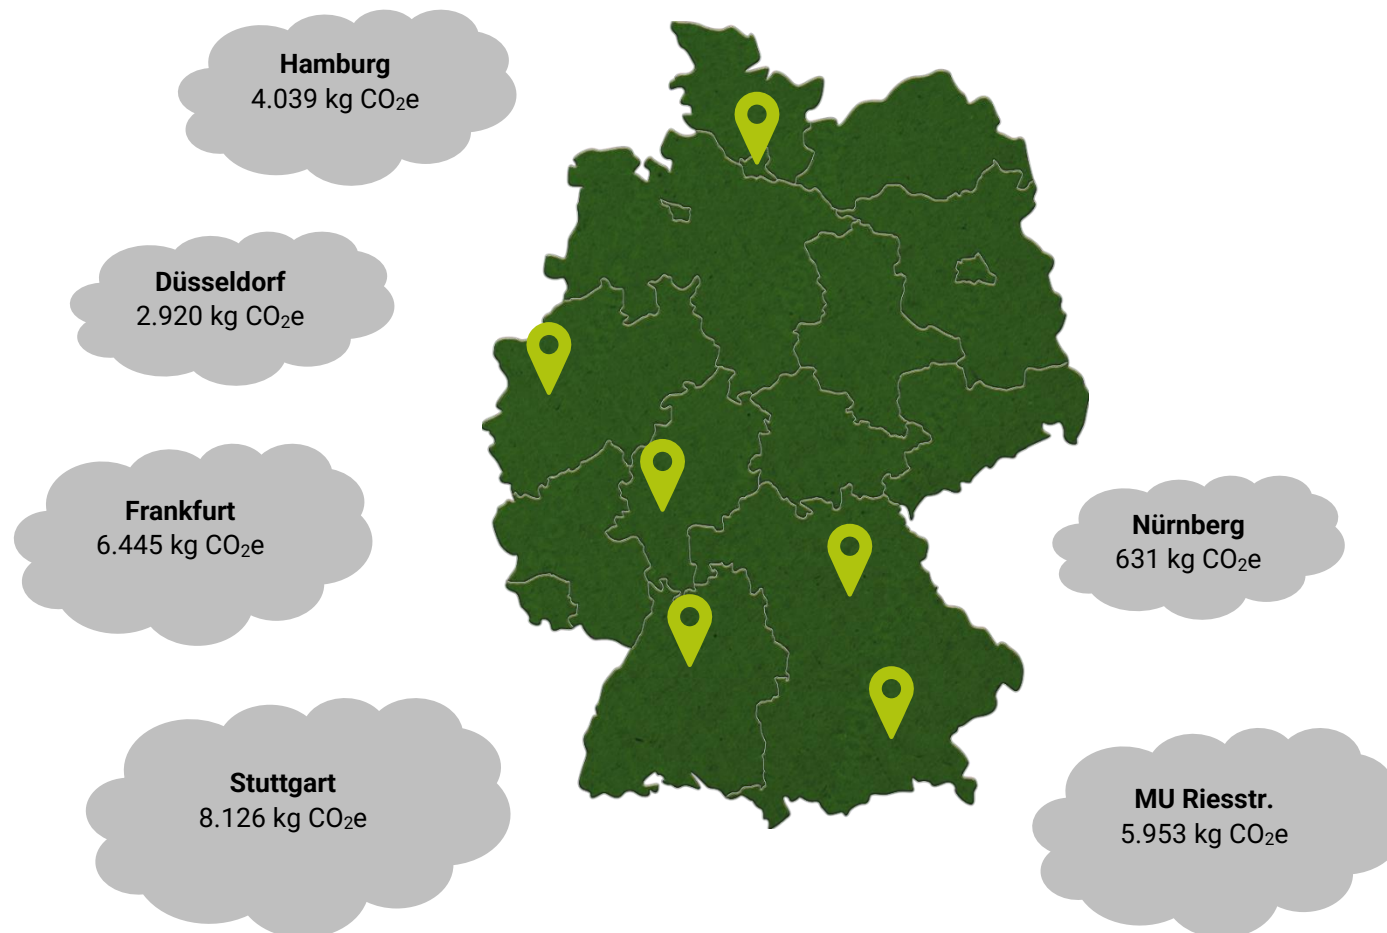 Hamburg
4.039 kg CO₂e
Düsseldorf
2.920 kg CO₂e
Frankfurt
6.445 kg CO₂e
Nürnberg
631 kg CO₂e
Stuttgart
8.126 kg CO₂e
MU Riesstr.
5.953 kg CO₂e